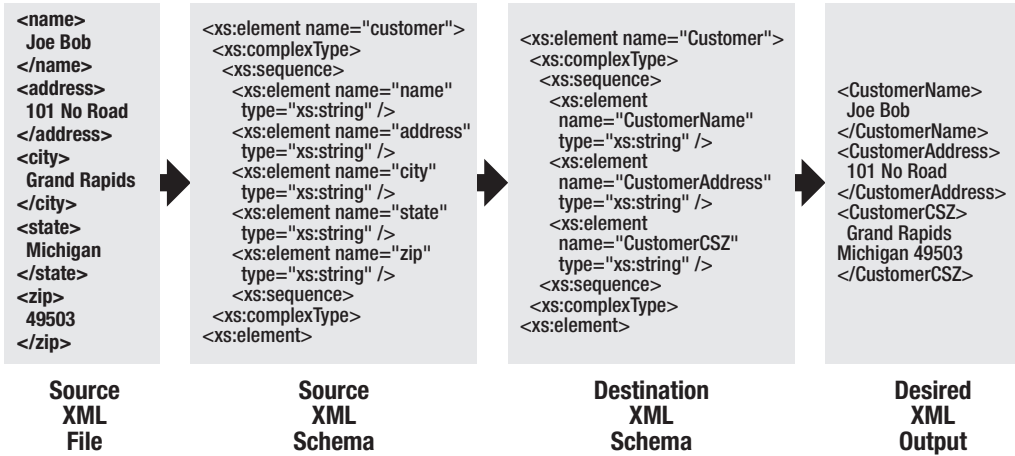 <name>
Joe Bob
</name>
<address>
101 No Road
</address>
<city>
Grand Rapids
</city>
<state>
Michigan
</state>
<zip>
49503
</zip>
Source
XML
File
<xs:element name="customer">
<xs:complexType>
<xs:sequence>
<xs:element name="name"
type="xs:string" />
<xs:element name="address"
type="xs:string" />
<xs:element name="city"
type="xs:string" />
<xs:element name="state"
type="xs:string" />
<xs:element name="zip"
type="xs:string" />
<xs:sequence>
<xs:complexType>
<xs:element>
Source
XML
Schema
<xs:element name="Customer">
<xs:complexType>
<xs:sequence>
<xs:element
name="CustomerName"
type="xs:string" />
<xs:element
name="CustomerAddress"
type="xs:string" />
<xs:element
name="CustomerCSZ"
type="xs:string" />
<xs:sequence>
<xs:complexType>
<xs:element>
Destination
XML
Schema
<CustomerName>
Joe Bob
</CustomerName>
<CustomerAddress>
101 No Road
</CustomerAddress>
<CustomerCSZ>
Grand Rapids
Michigan 49503
</CustomerCSZ>
Desired
XML
Output